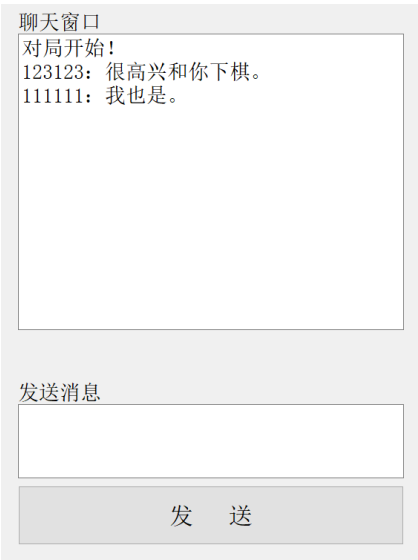 聊天窗口
对局开始！
123123：很高兴和你下棋。
111111：我也是。
发送消息
发 送